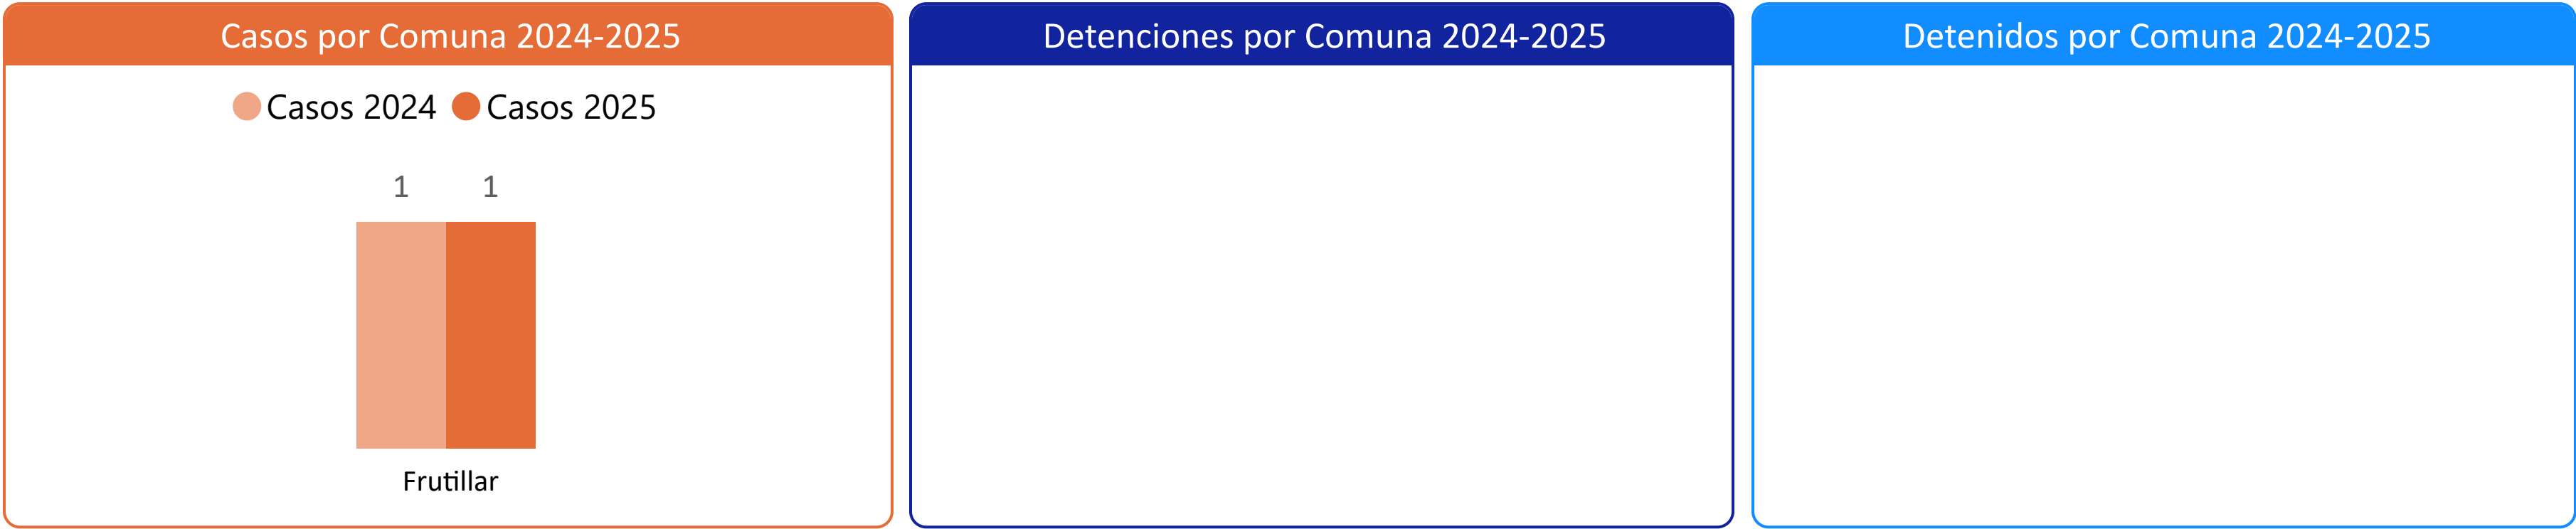 Casos por Comuna 2024-2025
Casos 2024 Casos 2025
1 1
Frutillar
Detenciones por Comuna 2024-2025
Detenidos por Comuna 2024-2025